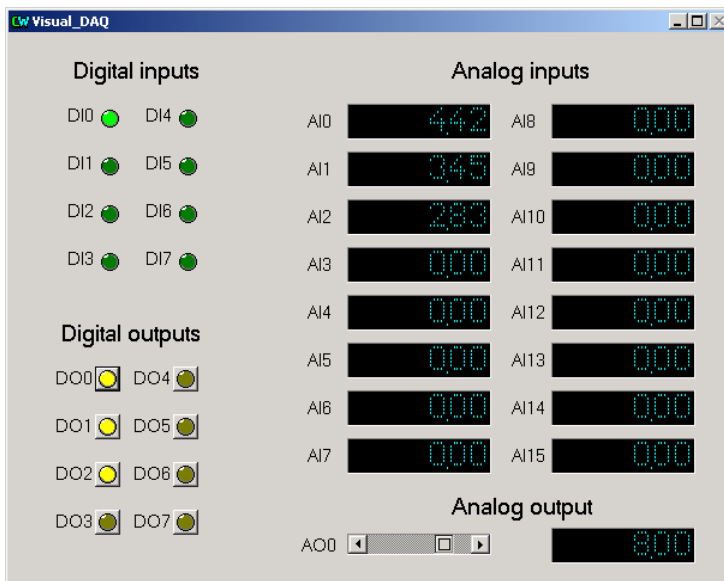 CW Visual_DAQ
Digital inputs Analog inputs
DI0 DI4 AI0 4.42 AI8 0.00
DI1 DI5 AI1 3.45 AI9 0.00
DI2 DI6 AI2 2.83 AI10 0.00
DI3 DI7 AI3 0.00 AI11 0.00
AI4 0.00 AI12 0.00
Digital outputs
AI5 0.00 AI13 0.00
DO0 DO4
AI6 0.00 AI14 0.00
DO1 DO5
AI7 0.00 AI15 0.00
DO2 DO6
Analog output
DO3 DO7
AO0 8.00